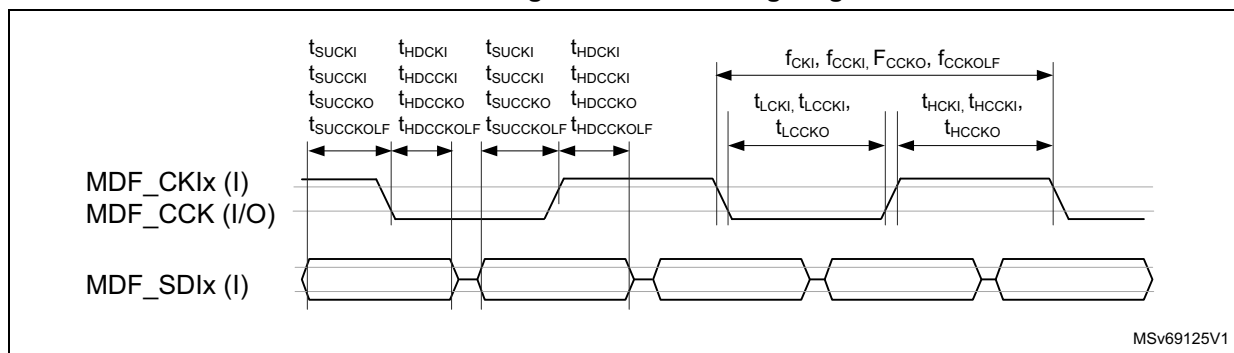 tSUCKI tHDCKI tSUCKI tHDCKI
tSUCCKI tHDCCKI tSUCCKI tHDCCKI
tSUCCKO tHDCCKO tSUCCKO tHDCCKO
tSUCCKOLF tHDCCKOLF tSUCCKOLF tHDCCKOLF
fCKI, fCCKI, FCCKO, fCCKOLF
tLCKI, tLCCKI,
tLCCKO
tHCKI, tHCCKI,
tHCCKO
MDF_CKIx (I)
MDF_CCK (I/O)
MDF_SDIx (I)
MSv69125V1